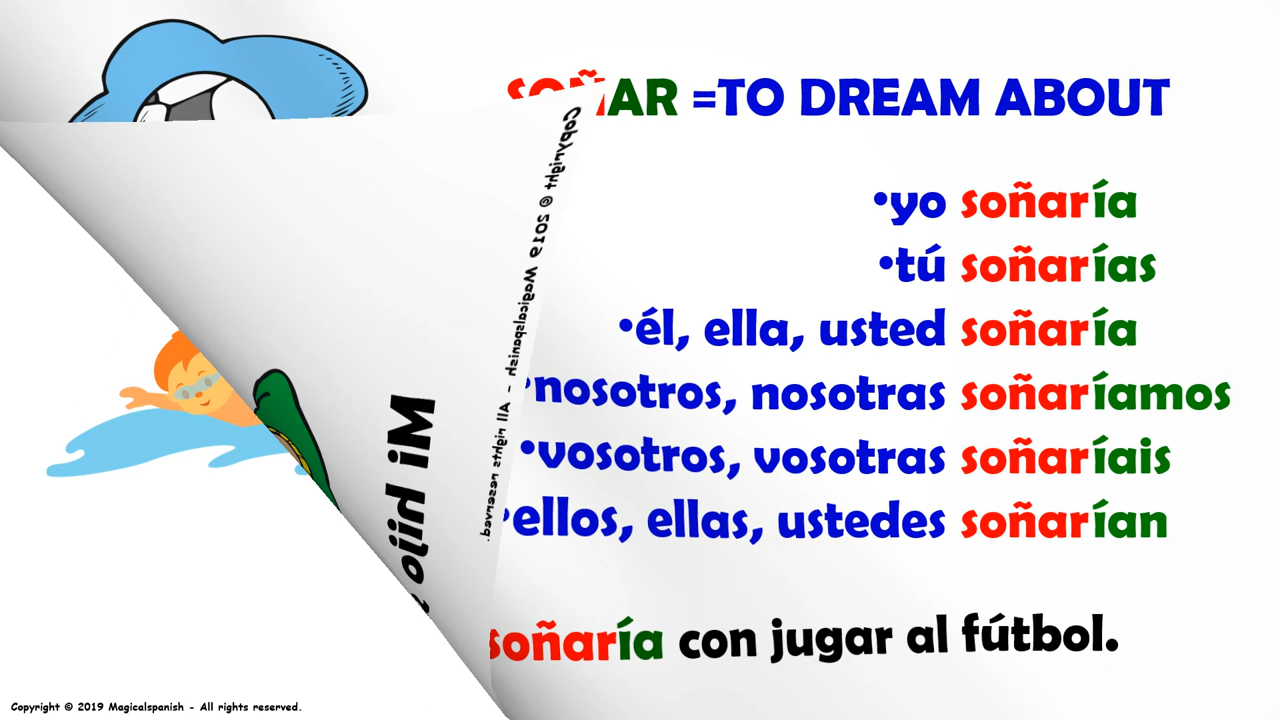 SOÑAR =TO DREAM ABOUT
•yo soñaría
•tú soñarías
•él, ella, usted soñaría
•nosotros, nosotras soñaríamos
•vosotros, vosotras soñaríais
•ellos, ellas, ustedes soñarían
Mi hijo
soñaría con jugar al fútbol.
Copyright © 2019 Magicalspanish - All rights reserved.
Copyright © 2019 Magicalspanish - All rights reserved.